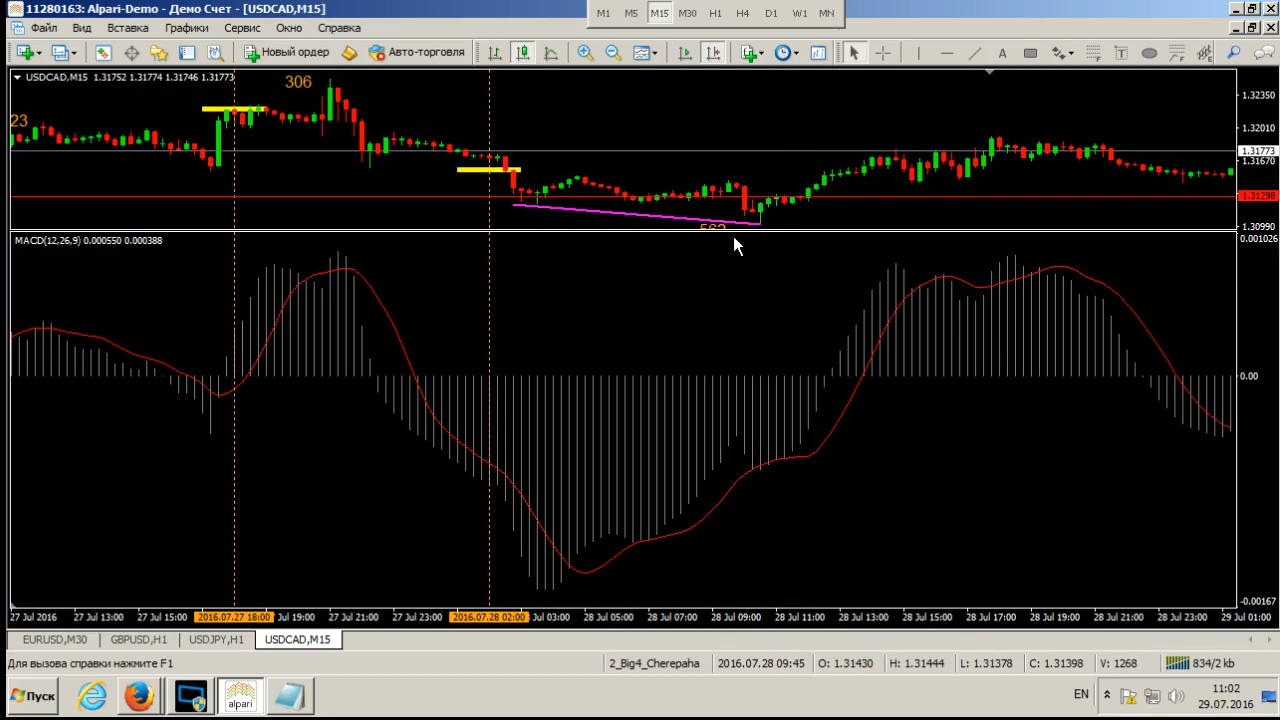 11280163: Alpari-Demo - Демо Счет - [USDCAD,M15]
M1 M5 M15 M30 H1 H4 D1 W1 MN
Файл Вид Вставка Графики Сервис Окно Справка
Новый ордер Авто-торговля
USDCAD,M15 1.31752 1.31774 1.31746 1.31773
306
23
1.32350
1.32010
1.31773
1.31670
1.31298
1.30990
MACD(12,26,9) 0.000550 0.000388
0.001026
0.00
-0.00167
27 Jul 2016 27 Jul 13:00 27 Jul 15:00 2016.07.27 18:00 Jul 19:00 27 Jul 21:00 27 Jul 23:00 2016.07.28 02:00 Jul 03:00 28 Jul 05:00 28 Jul 07:00 28 Jul 09:00 28 Jul 11:00 28 Jul 13:00 28 Jul 15:00 28 Jul 17:00 28 Jul 19:00 28 Jul 21:00 28 Jul 23:00 29 Jul 01:00
EURUSD,M30 GBPUSD,H1 USDJPY,H1 USDCAD,M15
Для вызова справки нажмите F1 2_Big4_Cherepaha 2016.07.28 09:45 O: 1.31430 H: 1.31444 L: 1.31378 C: 1.31398 V: 1268 834/2 kb
Пуск alpari EN 11:02
29.07.2016